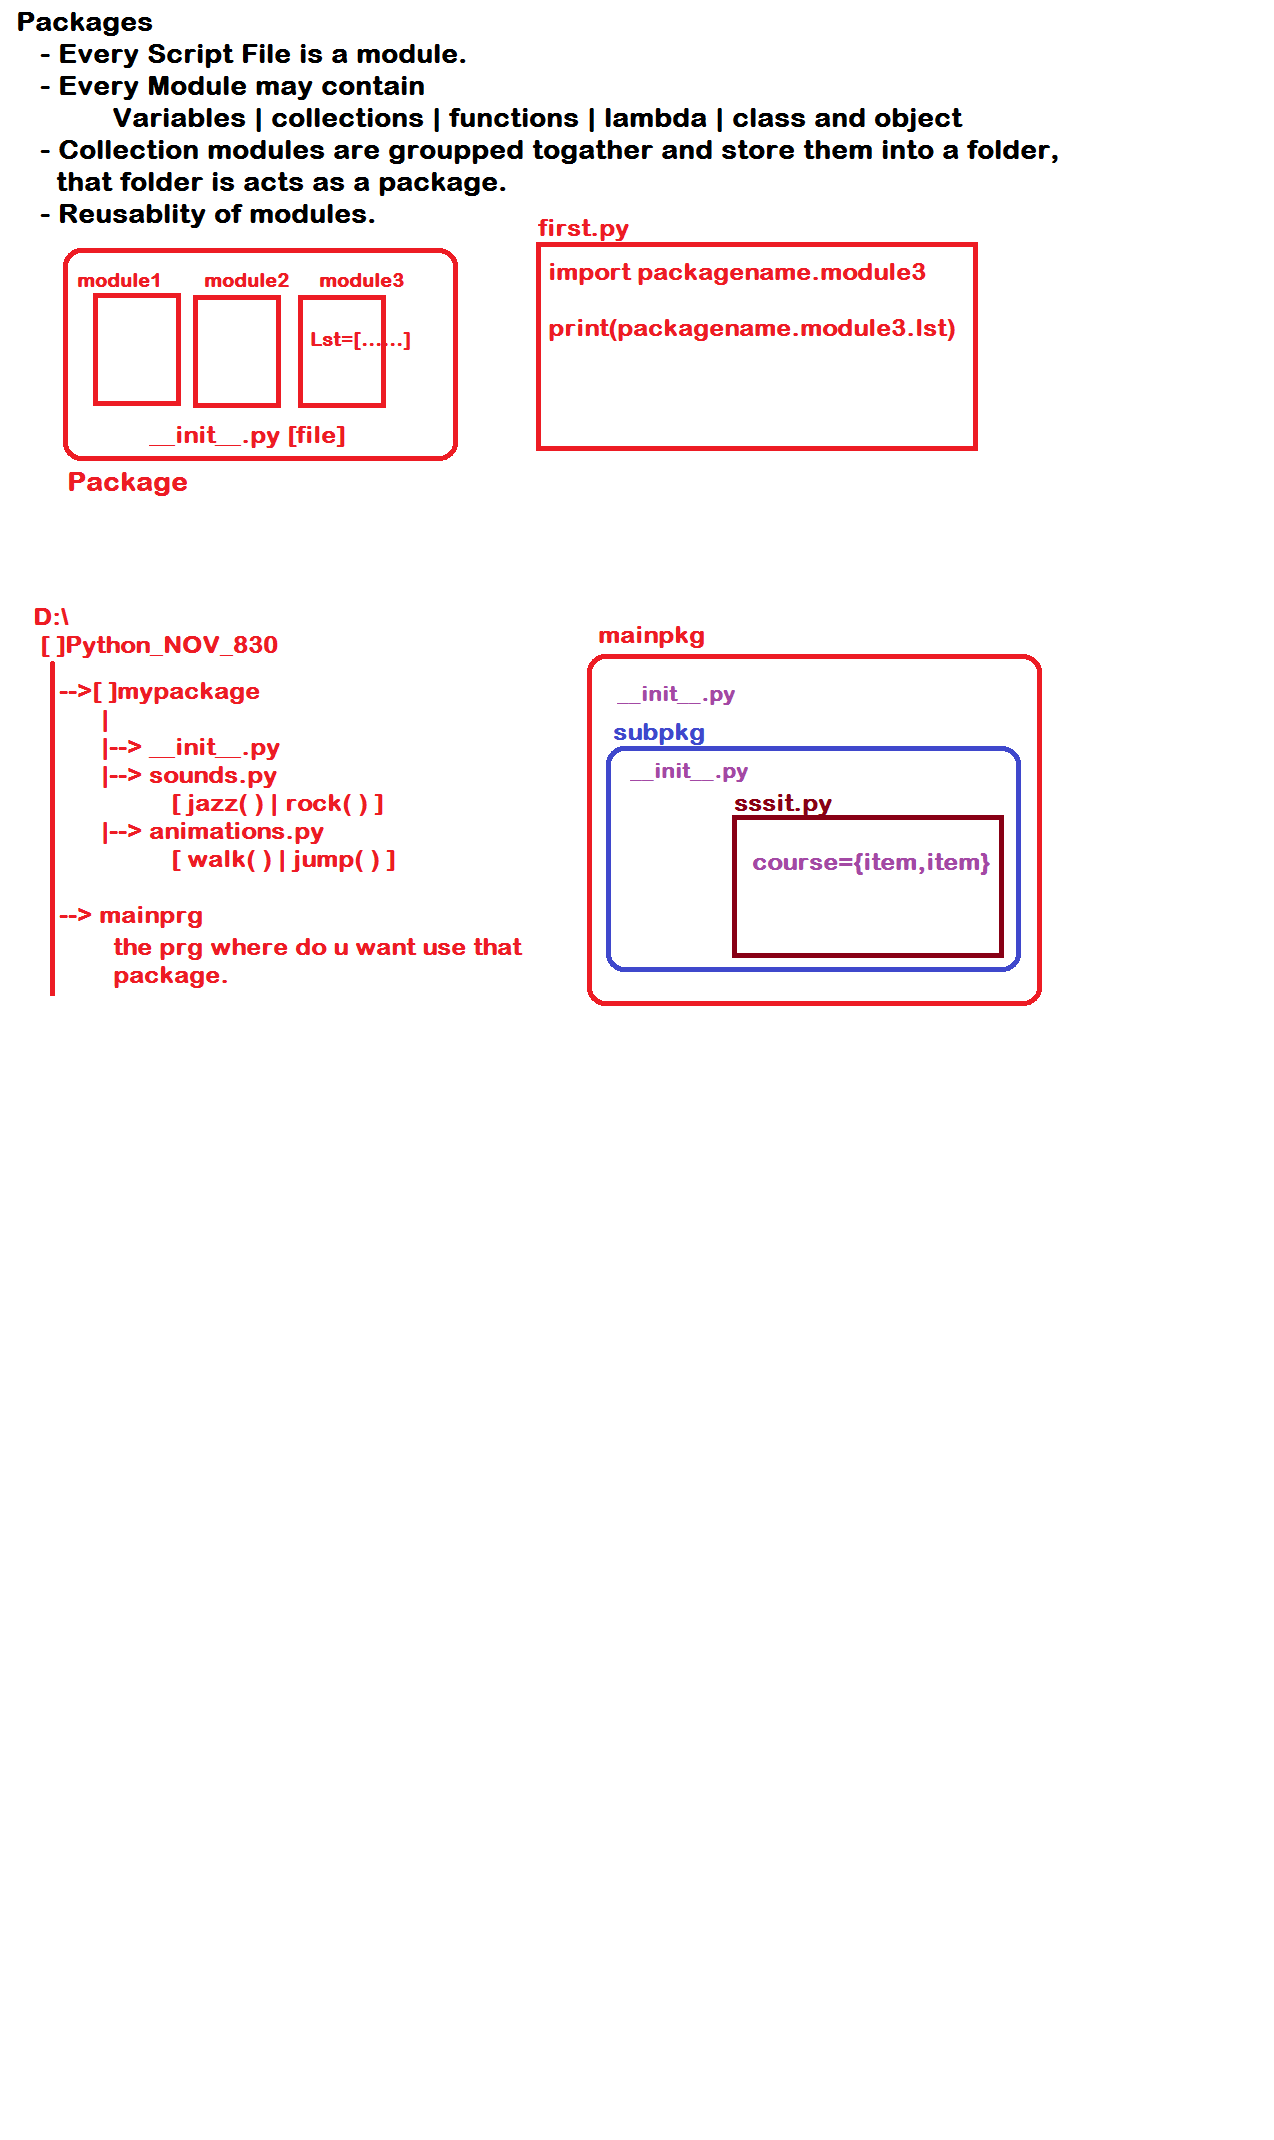 Packages
- Every Script File is a module.
- Every Module may contain
Variables | collections | functions | lambda | class and object
- Collection modules are groupped togather and store them into a folder,
that folder is acts as a package.
- Reusablity of modules.
module1 module2 module3
Lst=[......]
__init__.py [file]
Package
first.py
import packagename.module3
print(packagename.module3.lst)
D:\
[ ]Python_NOV_830
-->[ ]mypackage
|
|--> __init__.py
|--> sounds.py
[ jazz( ) | rock( ) ]
|--> animations.py
[ walk( ) | jump( ) ]
--> mainprg
the prg where do u want use that
package.
mainpkg
__init__.py
subpkg
__init__.py
sssit.py
course={item,item}